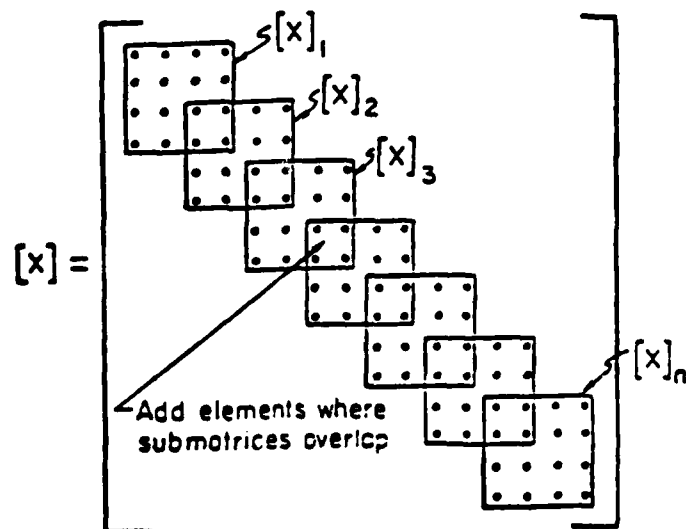 [X]₁
[X]₂
[X]₃
[X] =
[X]ₙ
Add elements where
submatrices overlap